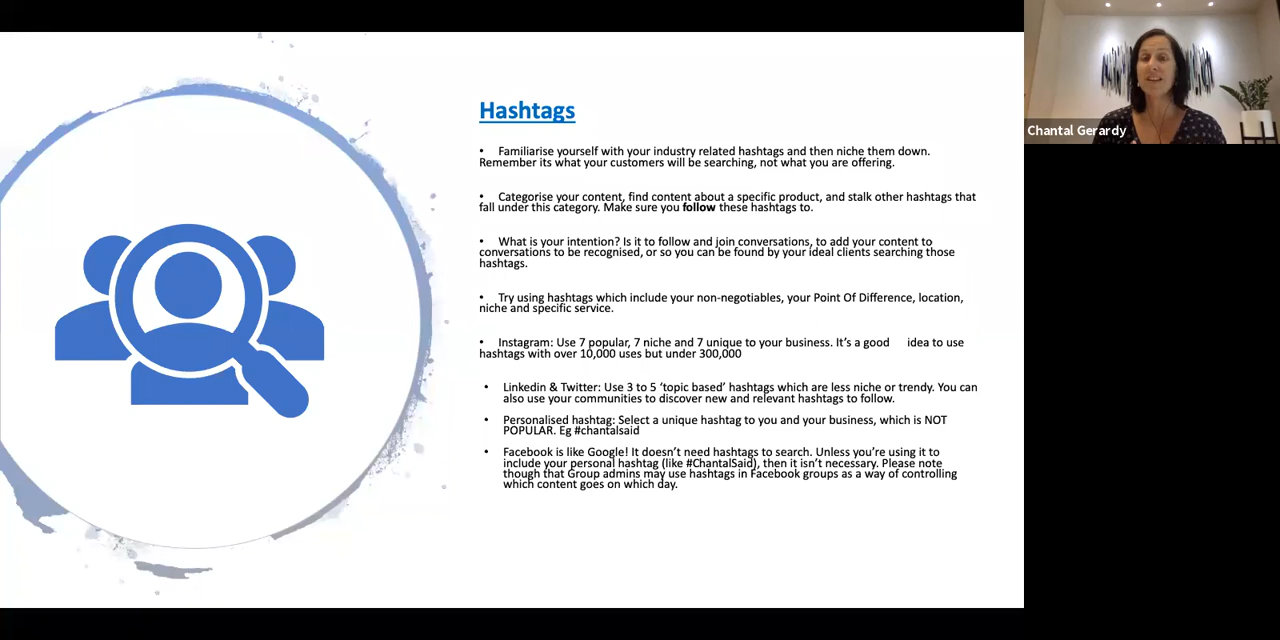 Hashtags
• Familiarise yourself with your industry related hashtags and then niche them down.
Remember its what your customers will be searching, not what you are offering.
• Categorise your content, find content about a specific product, and stalk other hashtags that
fall under this category. Make sure you follow these hashtags to.
• What is your intention? Is it to follow and join conversations, to add your content to
conversations to be recognised, or so you can be found by your ideal clients searching those
hashtags.
• Try using hashtags which include your non-negotiables, your Point Of Difference, location,
niche and specific service.
• Instagram: Use 7 popular, 7 niche and 7 unique to your business. It’s a good idea to use
hashtags with over 10,000 uses but under 300,000
• Linkedin & Twitter: Use 3 to 5 ‘topic based’ hashtags which are less niche or trendy. You can
also use your communities to discover new and relevant hashtags to follow.
• Personalised hashtag: Select a unique hashtag to you and your business, which is NOT
POPULAR. Eg #chantalsaid
• Facebook is like Google! It doesn’t need hashtags to search. Unless you’re using it to
include your personal hashtag (like #ChantalSaid), then it isn’t necessary. Please note
though that Group admins may use hashtags in Facebook groups as a way of controlling
which content goes on which day.
Chantal Gerardy